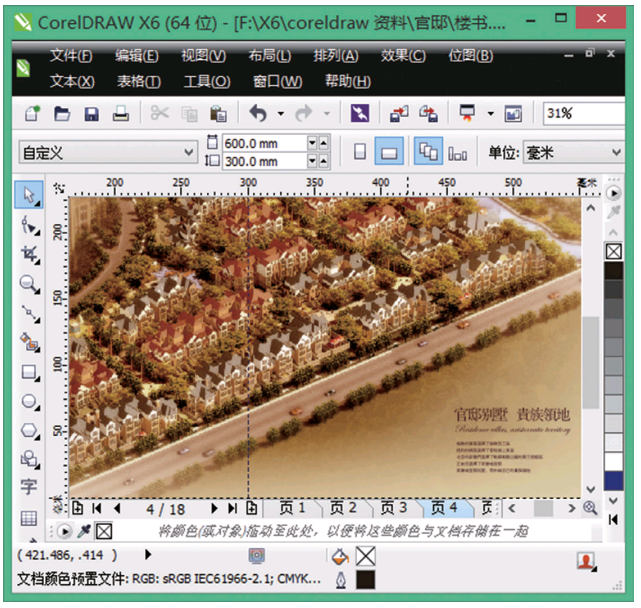 CorelDRAW X6 (64 位) - [F:\X6\coreldraw 资料\官邸\楼书....
文件(F) 编辑(E) 视图(V) 布局(L) 排列(A) 效果(C) 位图(B)
文本(X) 表格(T) 工具(O) 窗口(W) 帮助(H)
31%
自定义 600.0 mm 300.0 mm 单位: 毫米
200 250 300 350 400 450 500 毫米
200
150
100
50
毫米
官邸别墅 貴族領地
Residence villas, aristocratic territory
字
4 / 18 页 1 页 2 页 3 页 4 页
将颜色(或对象)拖动至此处，以便将这些颜色与文档存储在一起
( 421.486, .414 )
文档颜色预置文件: RGB: sRGB IEC61966-2.1; CMYK...